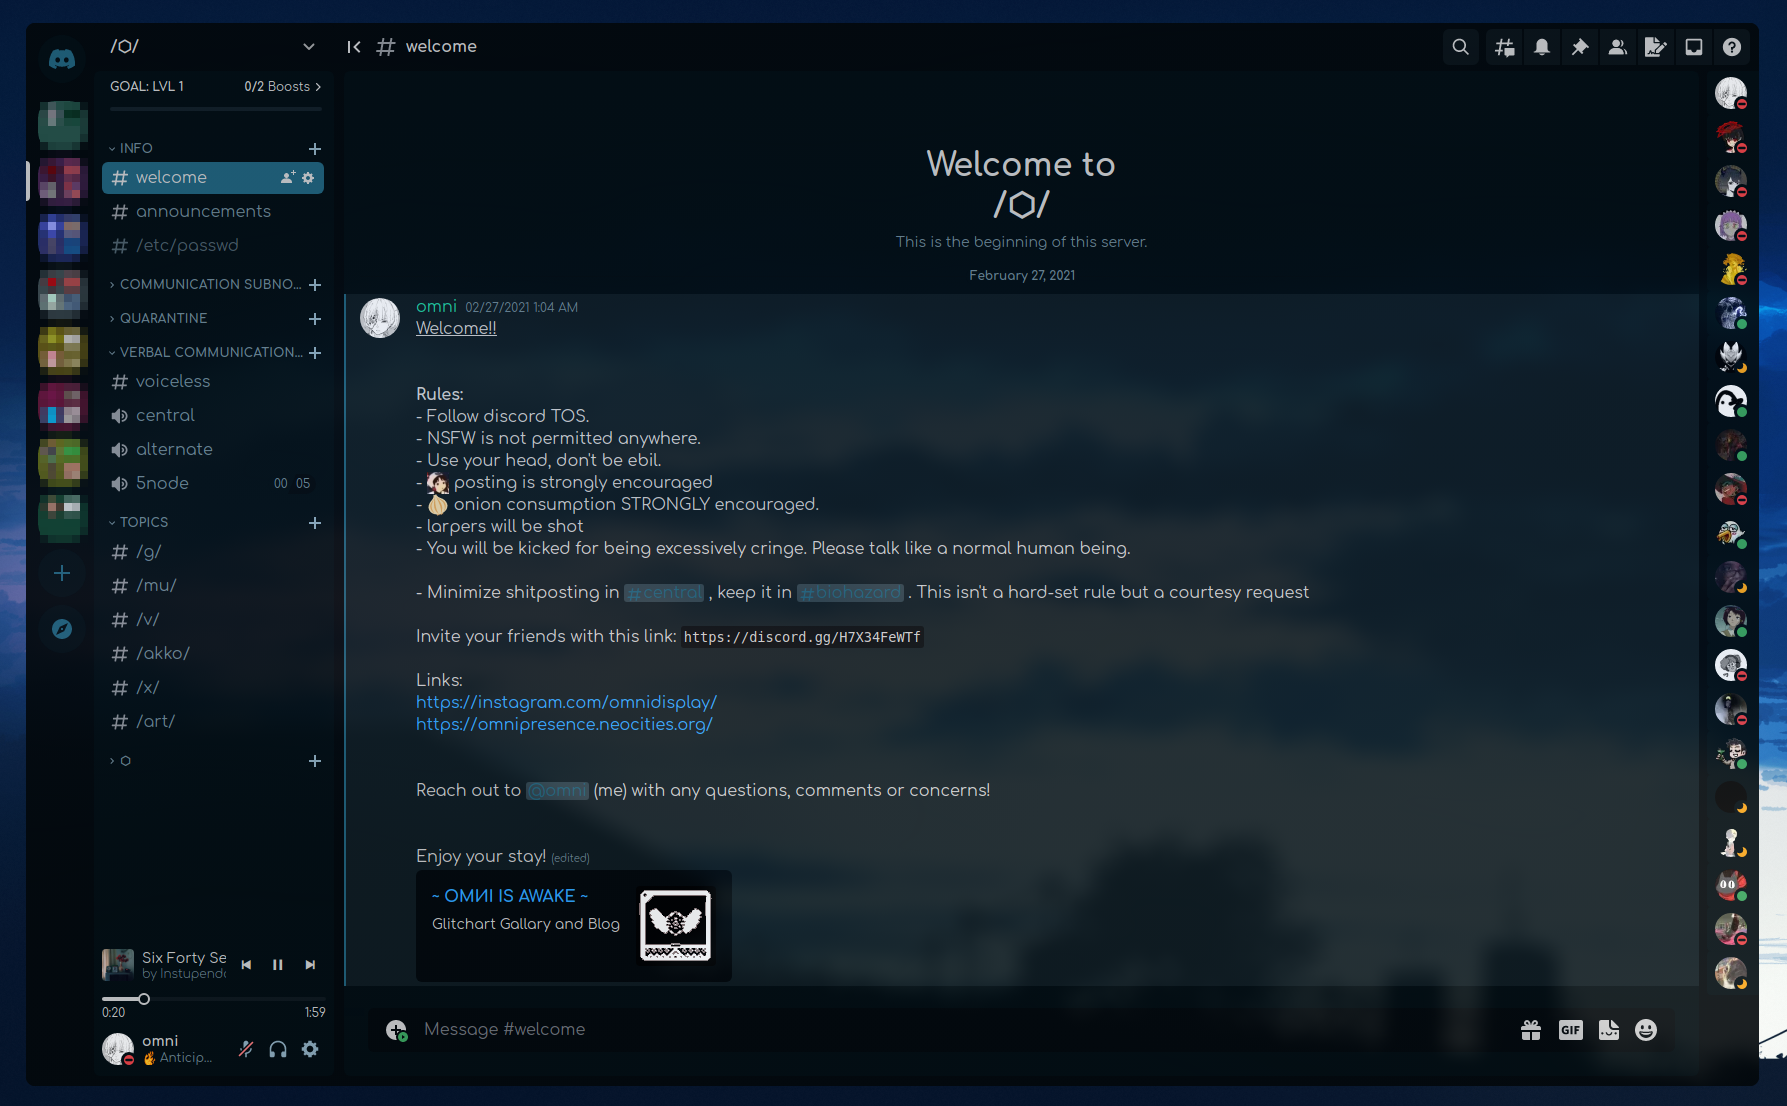 /⬡/
welcome
GOAL: LVL 1
0/2 Boosts
INFO
welcome
announcements
/etc/passwd
COMMUNICATION SUBNO...
QUARANTINE
VERBAL COMMUNICATION...
voiceless
central
alternate
5node 00 05
TOPICS
/g/
/mu/
/v/
/akko/
/x/
/art/
⬡
Six Forty Se
by Instupendo
0:20 1:59
omni
Anticip...
Welcome to
/⬡/
This is the beginning of this server.
February 27, 2021
omni 02/27/2021 1:04 AM
Welcome!!
Rules:
- Follow discord TOS.
- NSFW is not permitted anywhere.
- Use your head, don't be ebil.
- posting is strongly encouraged
- onion consumption STRONGLY encouraged.
- larpers will be shot
- You will be kicked for being excessively cringe. Please talk like a normal human being.
- Minimize shitposting in #central , keep it in #biohazard . This isn't a hard-set rule but a courtesy request
Invite your friends with this link: https://discord.gg/H7X34FeWTf
Links:
https://instagram.com/omnidisplay/
https://omnipresence.neocities.org/
Reach out to @omni (me) with any questions, comments or concerns!
Enjoy your stay! (edited)
~ OMИI IS AWAKE ~
Glitchart Gallary and Blog
Message #welcome
GIF